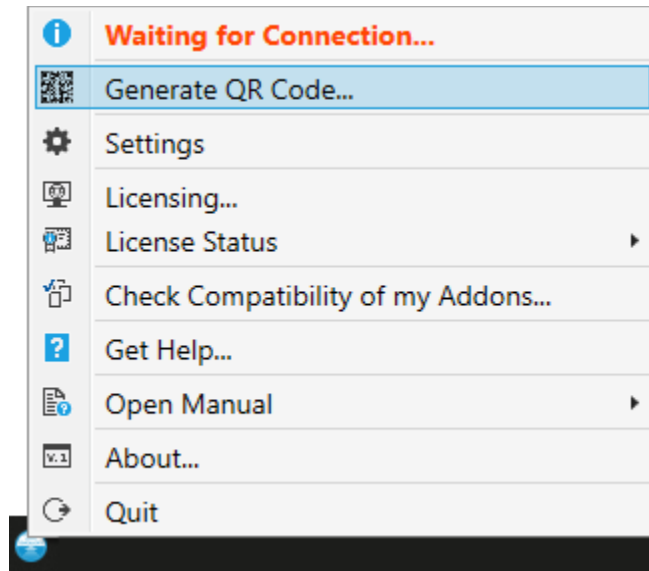 Waiting for Connection...
Generate QR Code...
Settings
Licensing...
License Status
Check Compatibility of my Addons...
Get Help...
Open Manual
V.1 About...
Quit